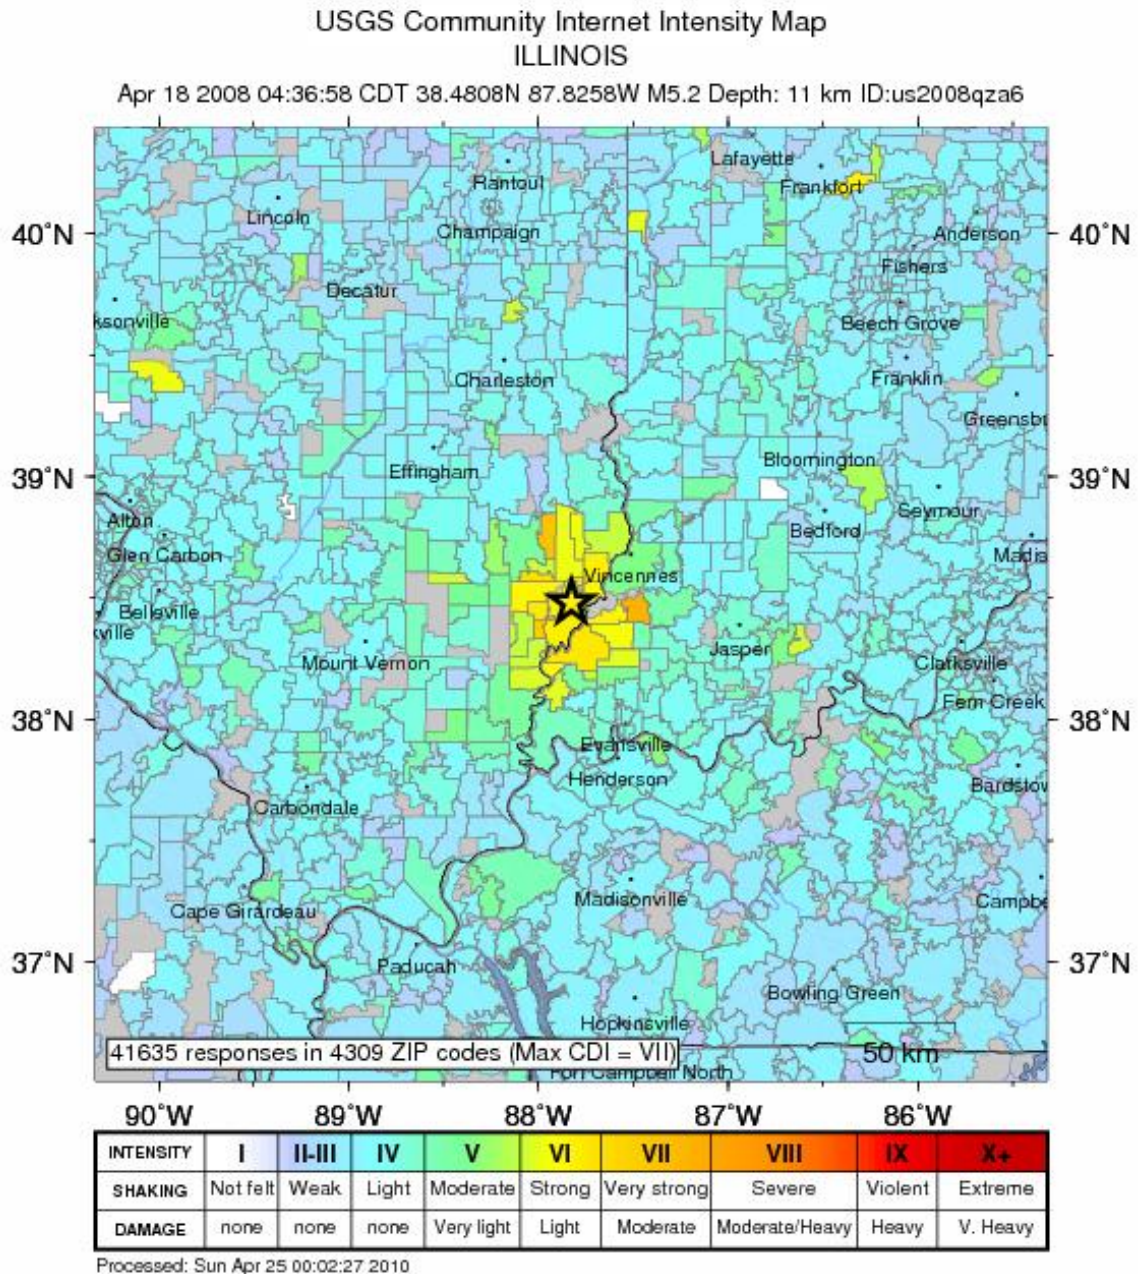 USGS Community Internet Intensity Map
ILLINOIS
Apr 18 2008 04:36:58 CDT 38.4808N 87.8258W M5.2 Depth: 11 km ID:us2008qza6
Lafayette
Rantoul
Frankfort
Lincoln
40˚N
Champaign
Anderson
40˚N
Fishers
Decatur
ksonville
Beech Grove
Charleston
Franklin
Greensbu
Bloomington
39˚N
Effingham
39˚N
Seymour
Alton
Bedford
Glen Carbon
Madis
Vincennes
Belleville
kville
Jasper
Mount Vernon
Clarksville
Fern Creek
38˚N
38˚N
Evansville
Henderson
Bardstow
Carbondale
Madisonville
Campbe
Cape Girardeau
37˚N
Paducah
37˚N
Bowling Green
Hopkinsville
41635 responses in 4309 ZIP codes (Max CDI = VII)
50 km
Fort Campbell North
90˚W 89˚W 88˚W 87˚W 86˚W
INTENSITY I II-III IV V VI VII VIII IX X+
SHAKING Not felt Weak Light Moderate Strong Very strong Severe Violent Extreme
DAMAGE none none none Very light Light Moderate Moderate/Heavy Heavy V. Heavy
Processed: Sun Apr 25 00:02:27 2010